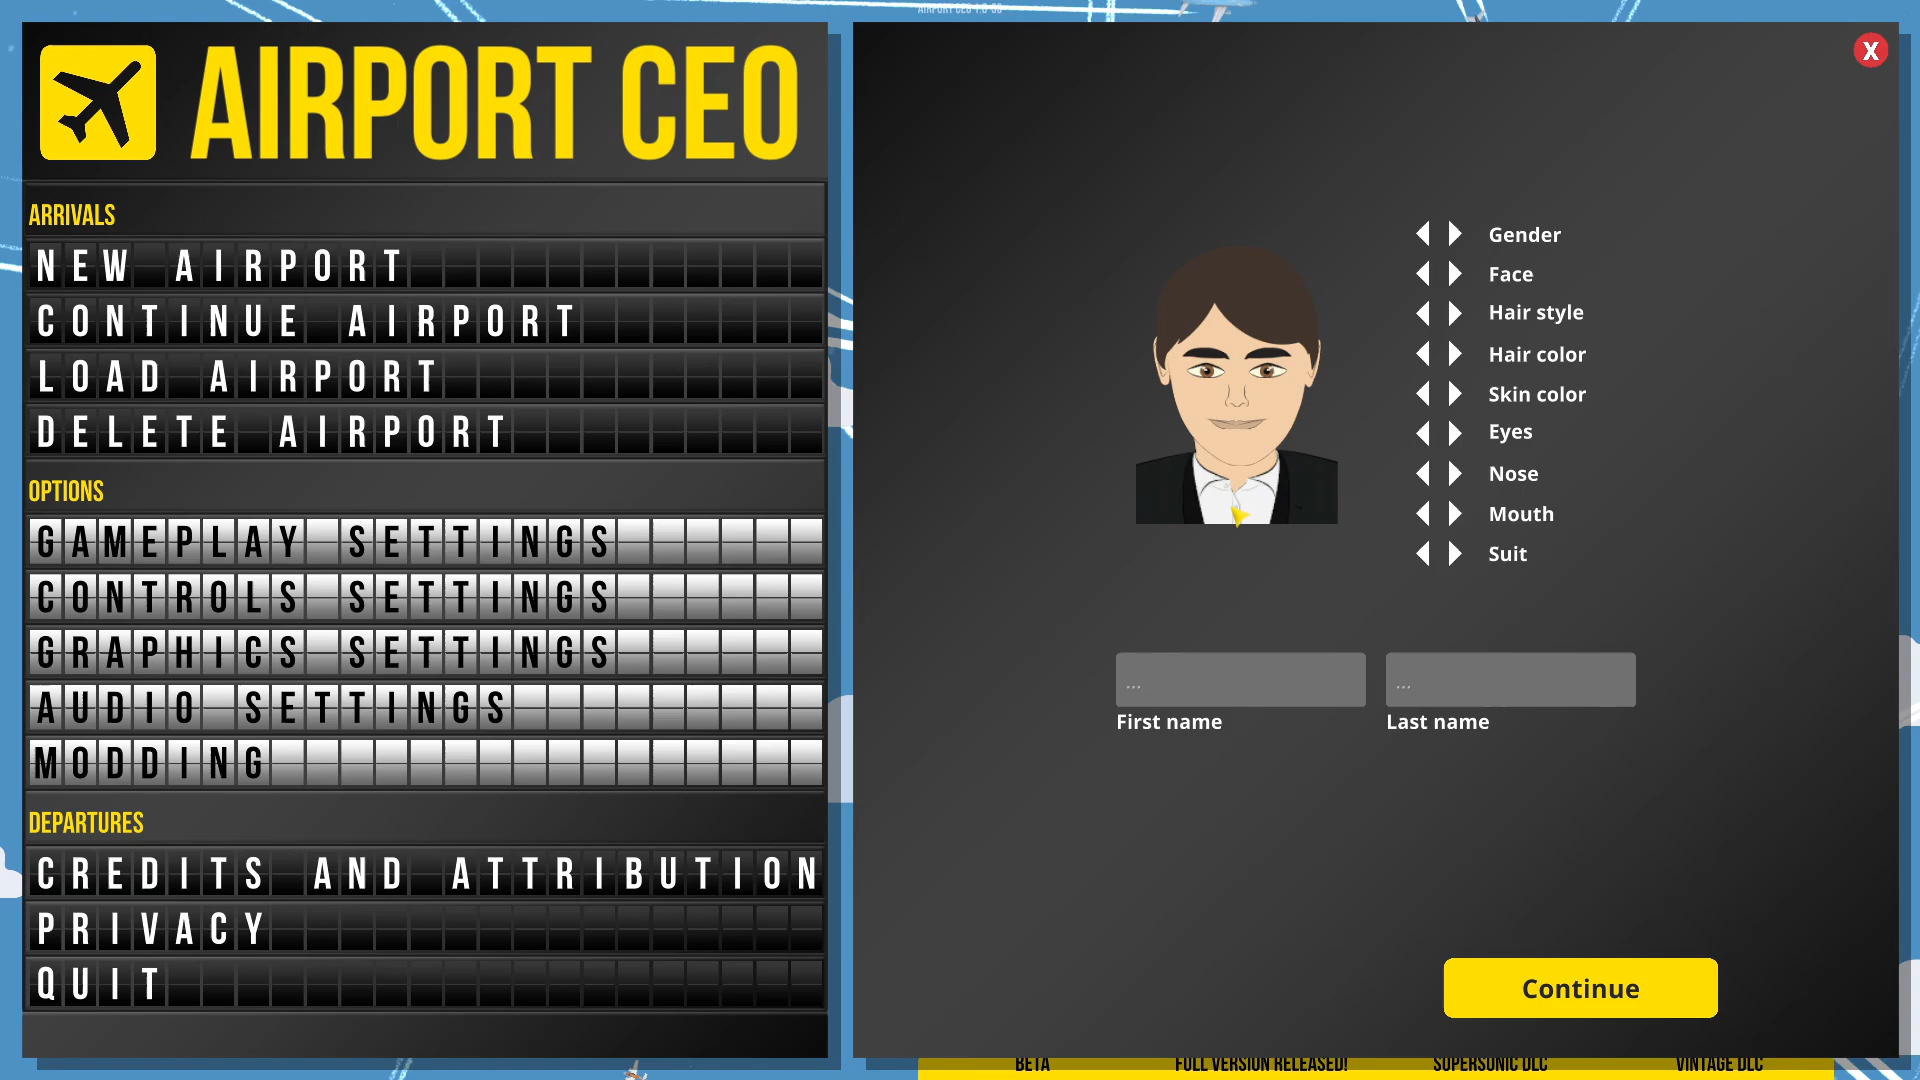 AIRPORT CEO
ARRIVALS
NEW AIRPORT
CONTINUE AIRPORT
LOAD AIRPORT
DELETE AIRPORT
OPTIONS
GAMEPLAY SETTINGS
CONTROLS SETTINGS
GRAPHICS SETTINGS
AUDIO SETTINGS
MODDING
DEPARTURES
CREDITS AND ATTRIBUTION
PRIVACY
QUIT
X
Gender
Face
Hair style
Hair color
Skin color
Eyes
Nose
Mouth
Suit
... ...
First name Last name
Continue
BETA FULL VERSION RELEASED! SUPERSONIC DLC VINTAGE DLC